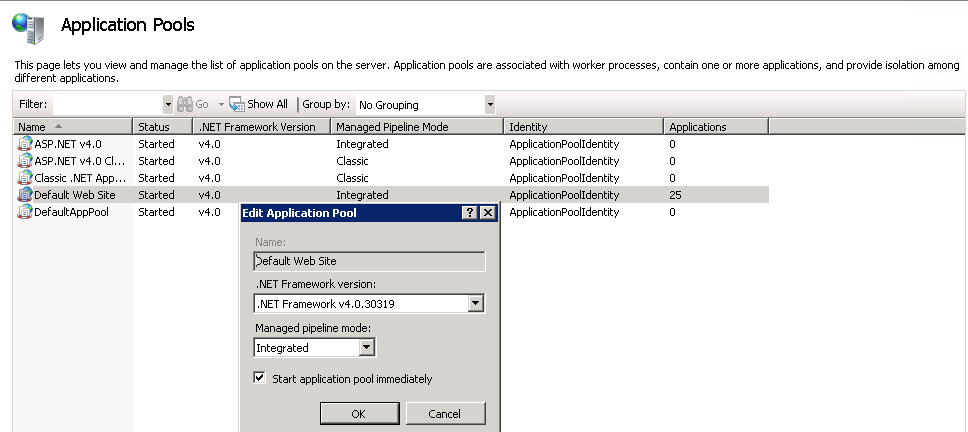 Application Pools
This page lets you view and manage the list of application pools on the server. Application pools are associated with worker processes, contain one or more applications, and provide isolation among
different applications.
Filter: Go Show All Group by: No Grouping
Name Status .NET Framework Version Managed Pipeline Mode Identity Applications
ASP.NET v4.0 Started v4.0 Integrated ApplicationPoolIdentity 0
ASP.NET v4.0 Cl... Started v4.0 Classic ApplicationPoolIdentity 0
Classic .NET App... Started v4.0 Classic ApplicationPoolIdentity 0
Default Web Site Started v4.0 Integrated ApplicationPoolIdentity 25
DefaultAppPool Started v4.0 ApplicationPoolIdentity 0
Edit Application Pool
Name:
Default Web Site
.NET Framework version:
.NET Framework v4.0.30319
Managed pipeline mode:
Integrated
Start application pool immediately
OK Cancel